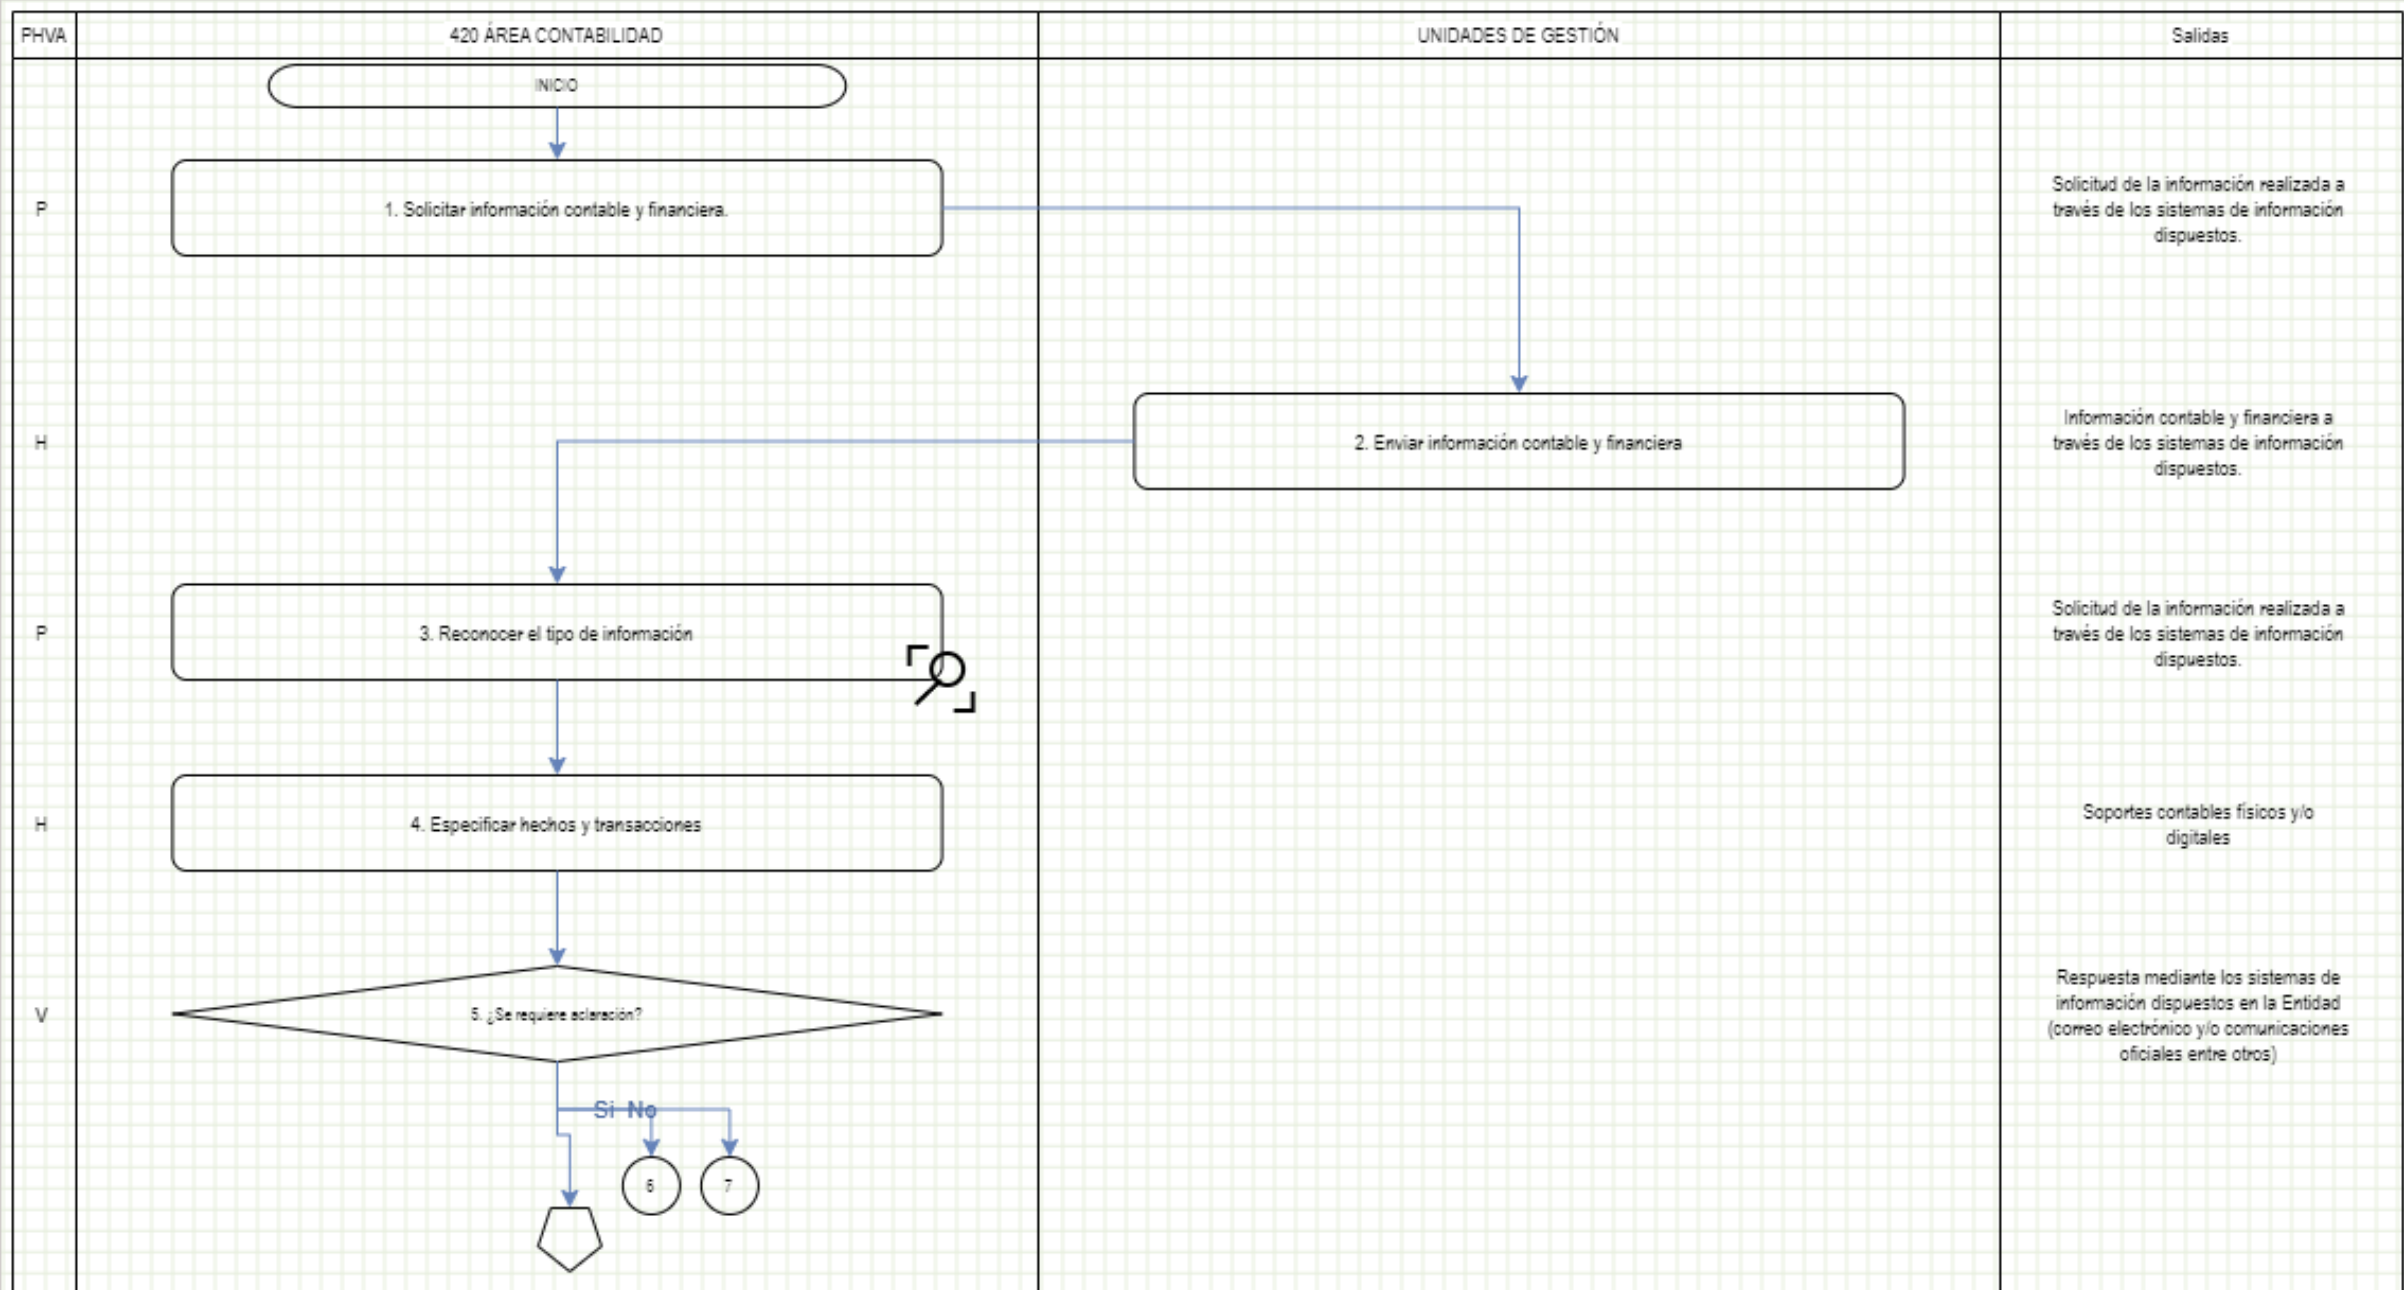 PHVA
420 ÁREA CONTABILIDAD
UNIDADES DE GESTIÓN
Salidas
INICIO
P
1. Solicitar información contable y financiera.
Solicitud de la información realizada a
través de los sistemas de información
dispuestos.
H
2. Enviar información contable y financiera
Información contable y financiera a
través de los sistemas de información
dispuestos.
P
3. Reconocer el tipo de información
Solicitud de la información realizada a
través de los sistemas de información
dispuestos.
H
4. Especificar hechos y transacciones
Soportes contables físicos y/o
digitales
V
5. ¿Se requiere aclaración?
Respuesta mediante los sistemas de
información dispuestos en la Entidad
(correo electrónico y/o comunicaciones
oficiales entre otros)
Si No
6
7